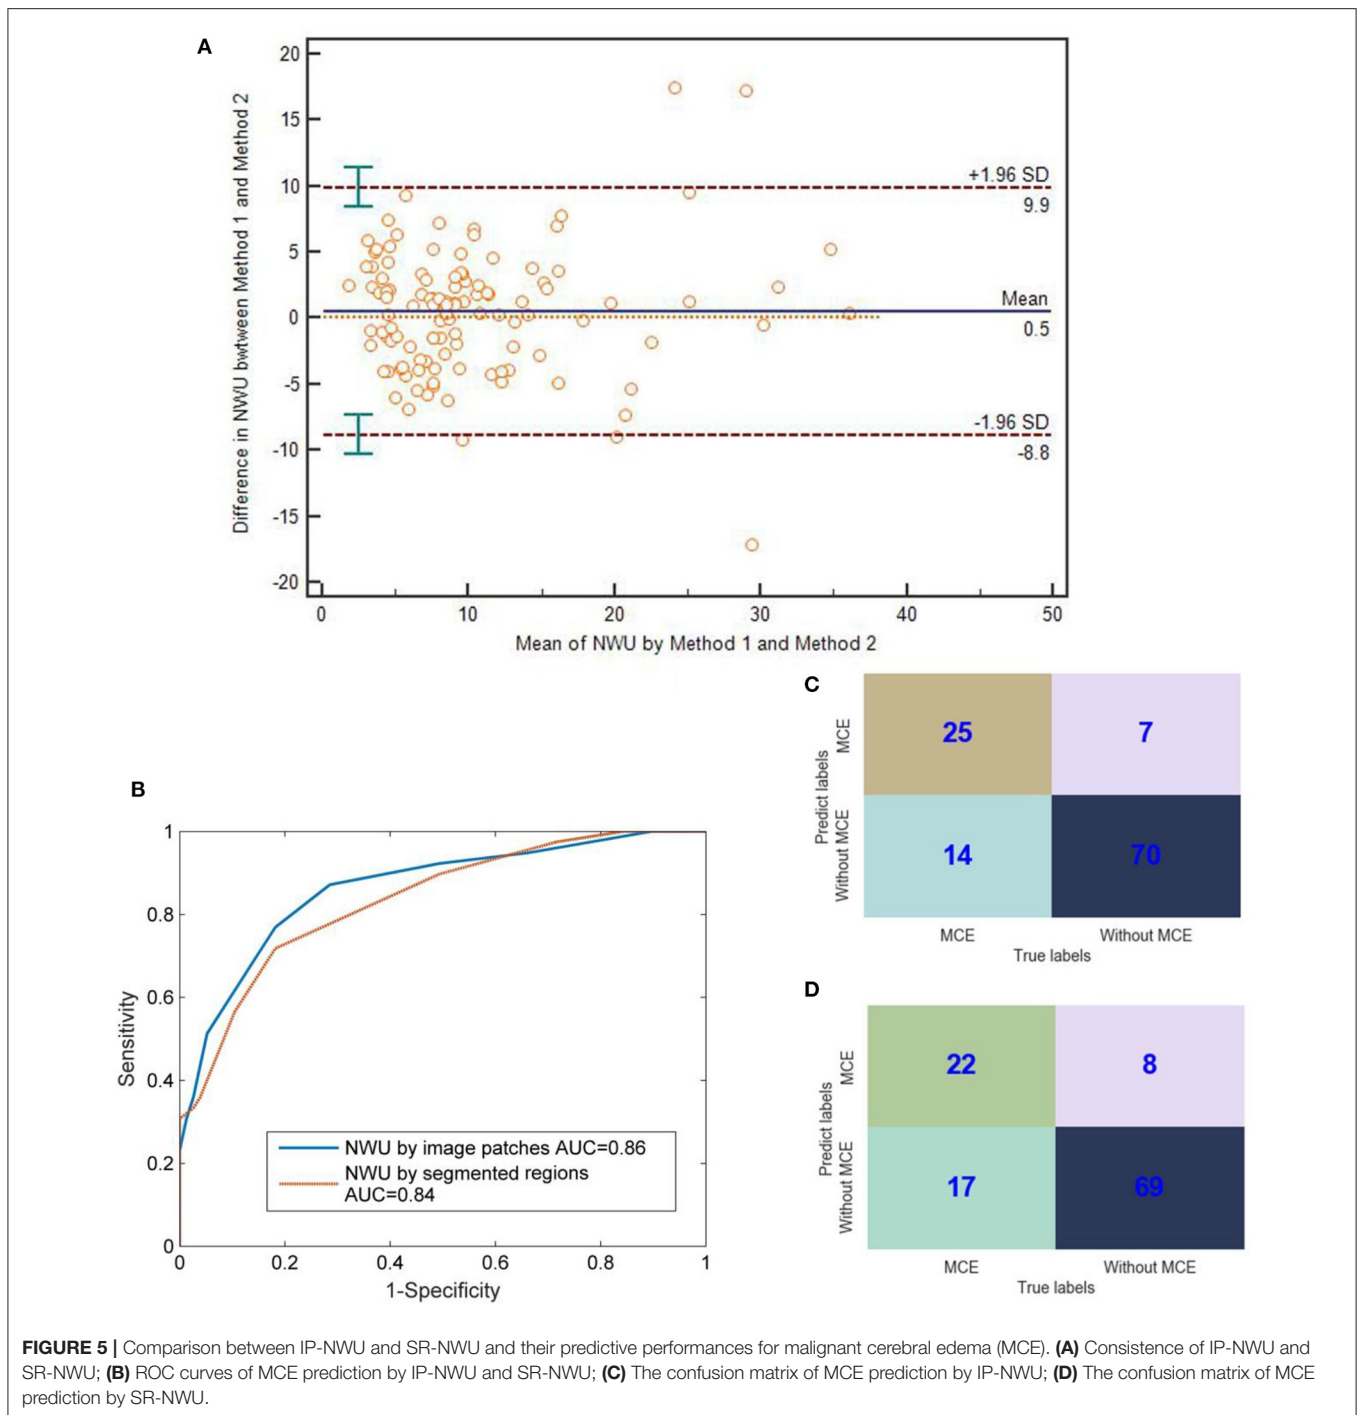 A
Difference in NWU bwtween Method 1 and Method 2
20
15
10
5
0
-5
-10
-15
-20
+1.96 SD
9.9
Mean
0.5
-1.96 SD
-8.8
0
10
20
30
40
50
Mean of NWU by Method 1 and Method 2
B
Sensitivity
1
0.8
0.6
0.4
0.2
0
NWU by image patches AUC=0.86
NWU by segmented regions
AUC=0.84
0
0.2
0.4
0.6
0.8
1
1-Specificity
C
Predict labels
MCE
Without MCE
25
7
14
70
MCE
Without MCE
True labels
D
Predict labels
MCE
Without MCE
22
8
17
69
MCE
Without MCE
True labels
FIGURE 5 | Comparison between IP-NWU and SR-NWU and their predictive performances for malignant cerebral edema (MCE). (A) Consistence of IP-NWU and
SR-NWU; (B) ROC curves of MCE prediction by IP-NWU and SR-NWU; (C) The confusion matrix of MCE prediction by IP-NWU; (D) The confusion matrix of MCE
prediction by SR-NWU.